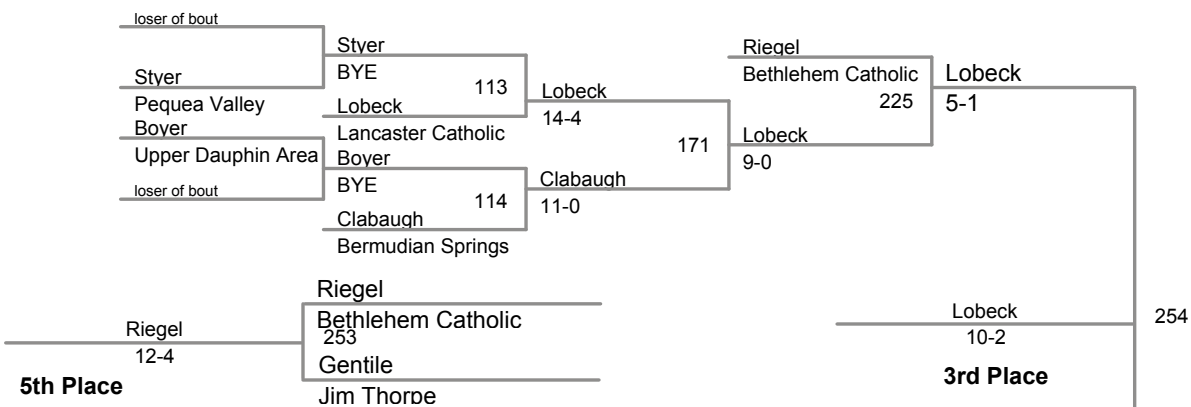 loser of bout
Styer
Pequea Valley
Boyer
Upper Dauphin Area
loser of bout
Styer
BYE
113
Lobeck
Lancaster Catholic
Boyer
BYE
114
Clabaugh
Bermudian Springs
Lobeck
14-4
171
Clabaugh
11-0
Riegel
Bethlehem Catholic
225
Lobeck
9-0
Lobeck
5-1
Riegel
Bethlehem Catholic
253
Gentile
Jim Thorpe
Riegel
12-4
5th Place
Lobeck
10-2
254
3rd Place